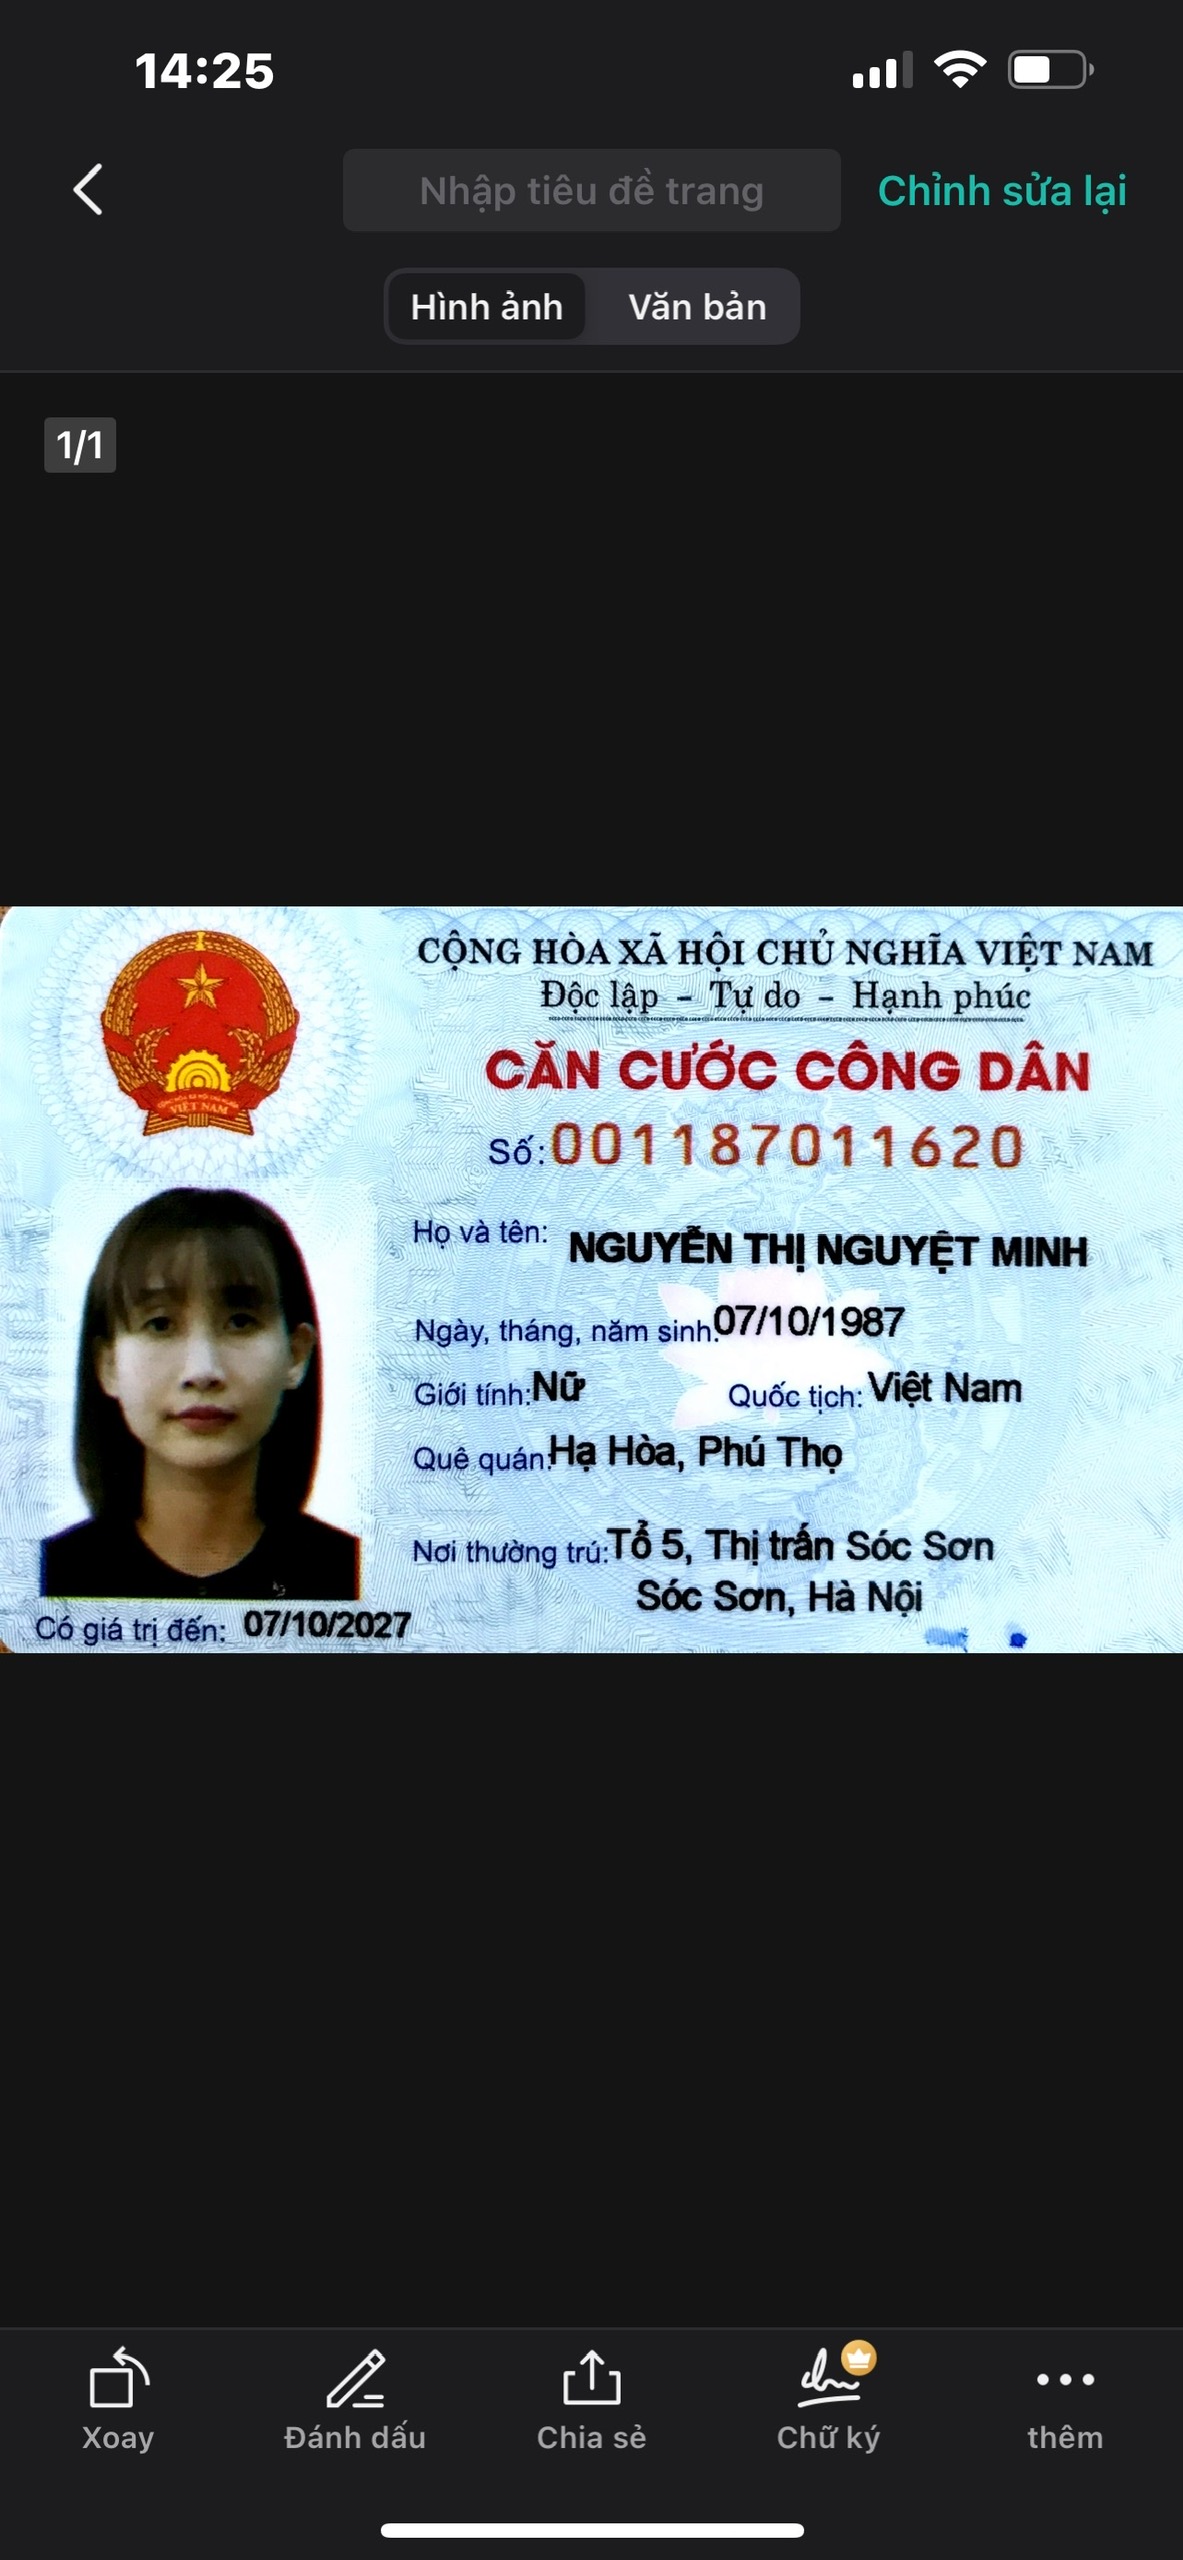 14:25
Nhập tiêu đề trang
Chỉnh sửa lại
Hình ảnh
Văn bản
1/1
CỘNG HÒA XÃ HỘI CHỦ NGHĨA VIỆT NAM
Độc lập - Tự do - Hạnh phúc
CĂN CƯỚC CÔNG DÂN
Số: 001187011620
Họ và tên: NGUYỄN THỊ NGUYỆT MINH
Ngày, tháng, năm sinh: 07/10/1987
Giới tính: Nữ Quốc tịch: Việt Nam
Quê quán: Hạ Hòa, Phú Thọ
Nơi thường trú: Tổ 5, Thị trấn Sóc Sơn
Sóc Sơn, Hà Nội
Có giá trị đến: 07/10/2027
VIỆT NAM
Xoay
Đánh dấu
Chia sẻ
Chữ ký
thêm